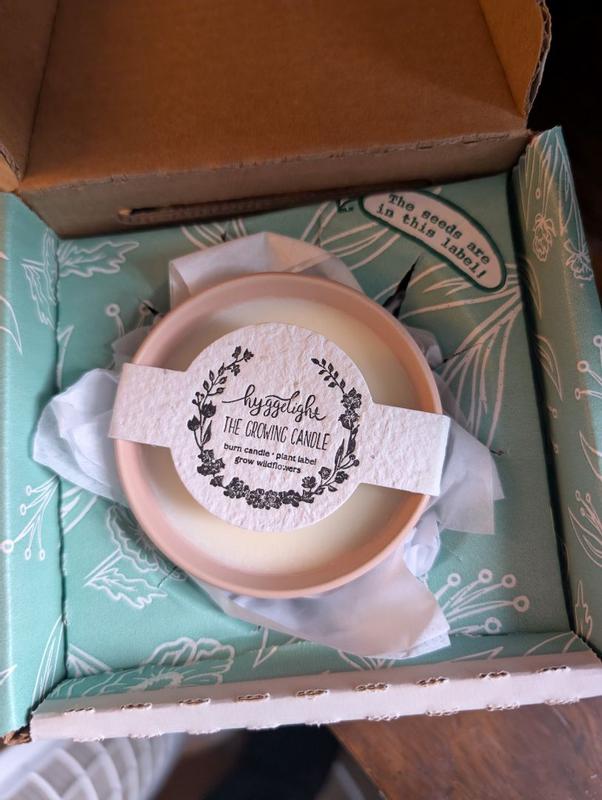 The seeds are
in this label!
hyggelight
THE GROWING CANDLE
burn candle • plant label
grow wildflowers